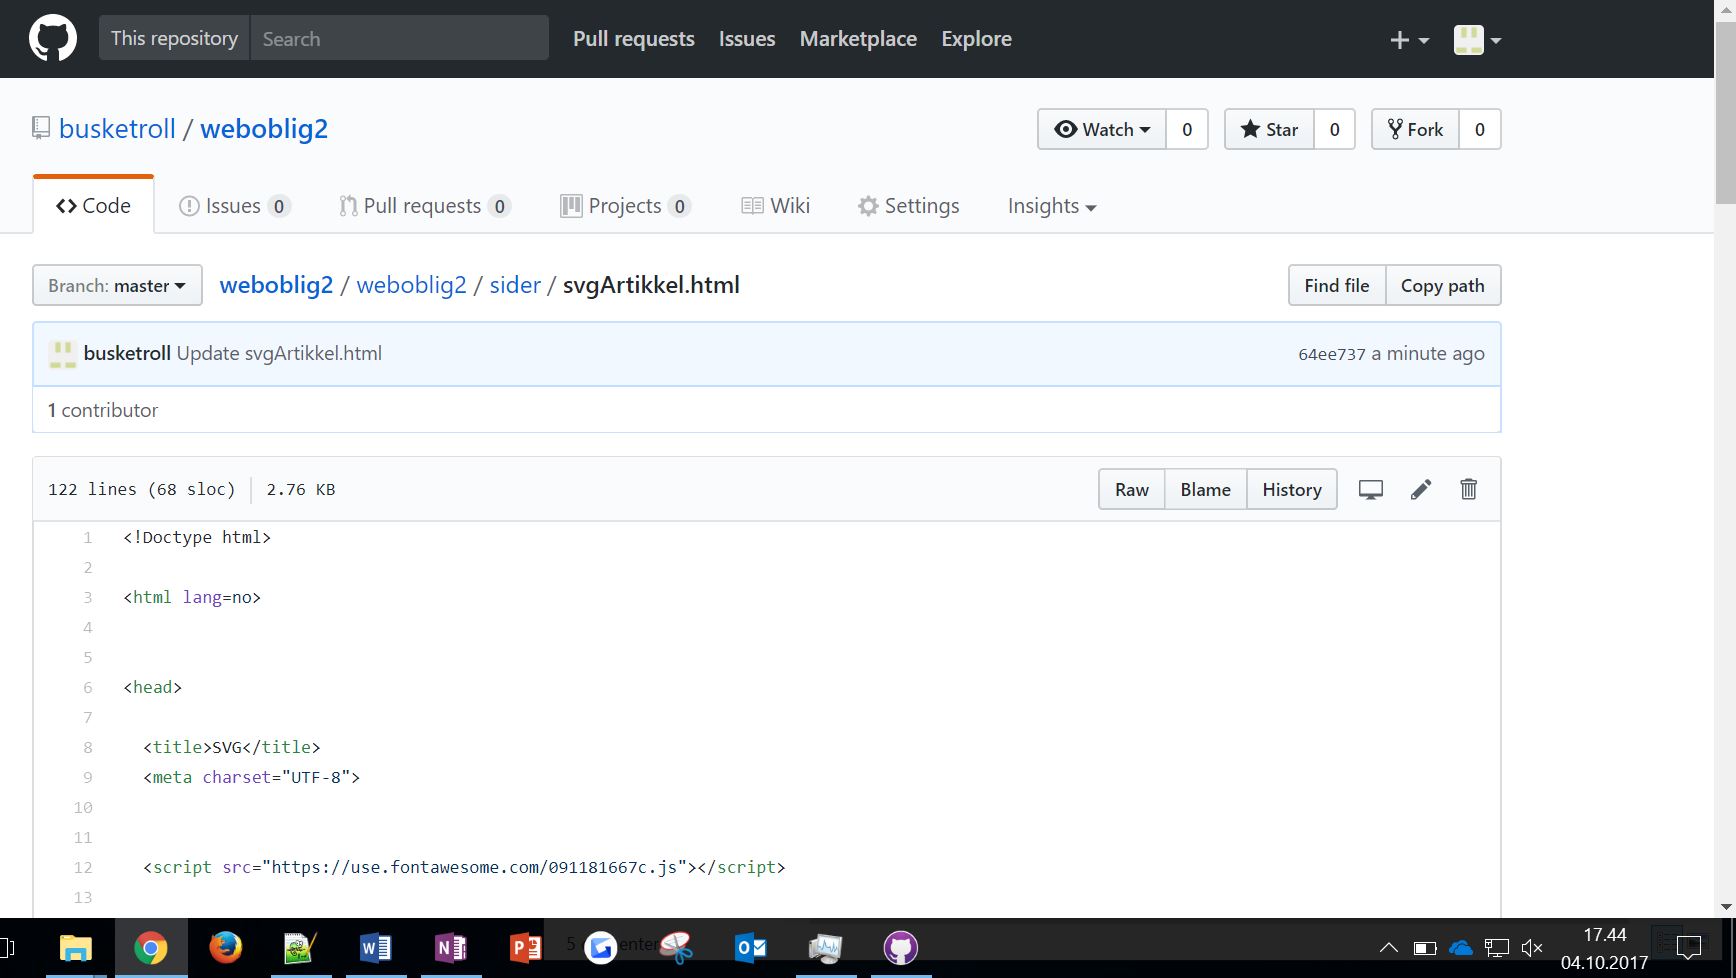 This repository Search Pull requests Issues Marketplace Explore
busketroll / weboblig2
Watch 0 Star 0 Fork 0
Code Issues 0 Pull requests 0 Projects 0 Wiki Settings Insights
Branch: master weboblig2 / weboblig2 / sider / svgArtikkel.html Find file Copy path
busketroll Update svgArtikkel.html 64ee737 a minute ago
1 contributor
122 lines (68 sloc) 2.76 KB Raw Blame History
1 <!Doctype html>
2
3 <html lang=no>
4
5
6 <head>
7
8 <title>SVG</title>
9 <meta charset="UTF-8">
10
11
12 <script src="https://use.fontawesome.com/091181667c.js"></script>
13
17.44
04.10.2017